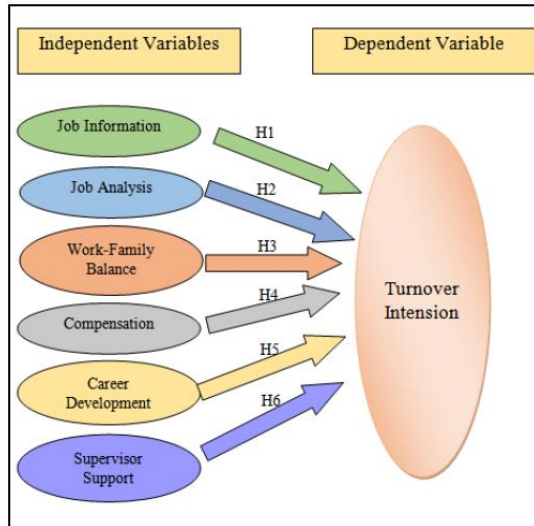 Independent Variables
Dependent Variable
Job Information
H1
Job Analysis
H2
Work-Family
Balance
H3
Compensation
H4
Career
Development
H5
Supervisor
Support
H6
Turnover
Intension